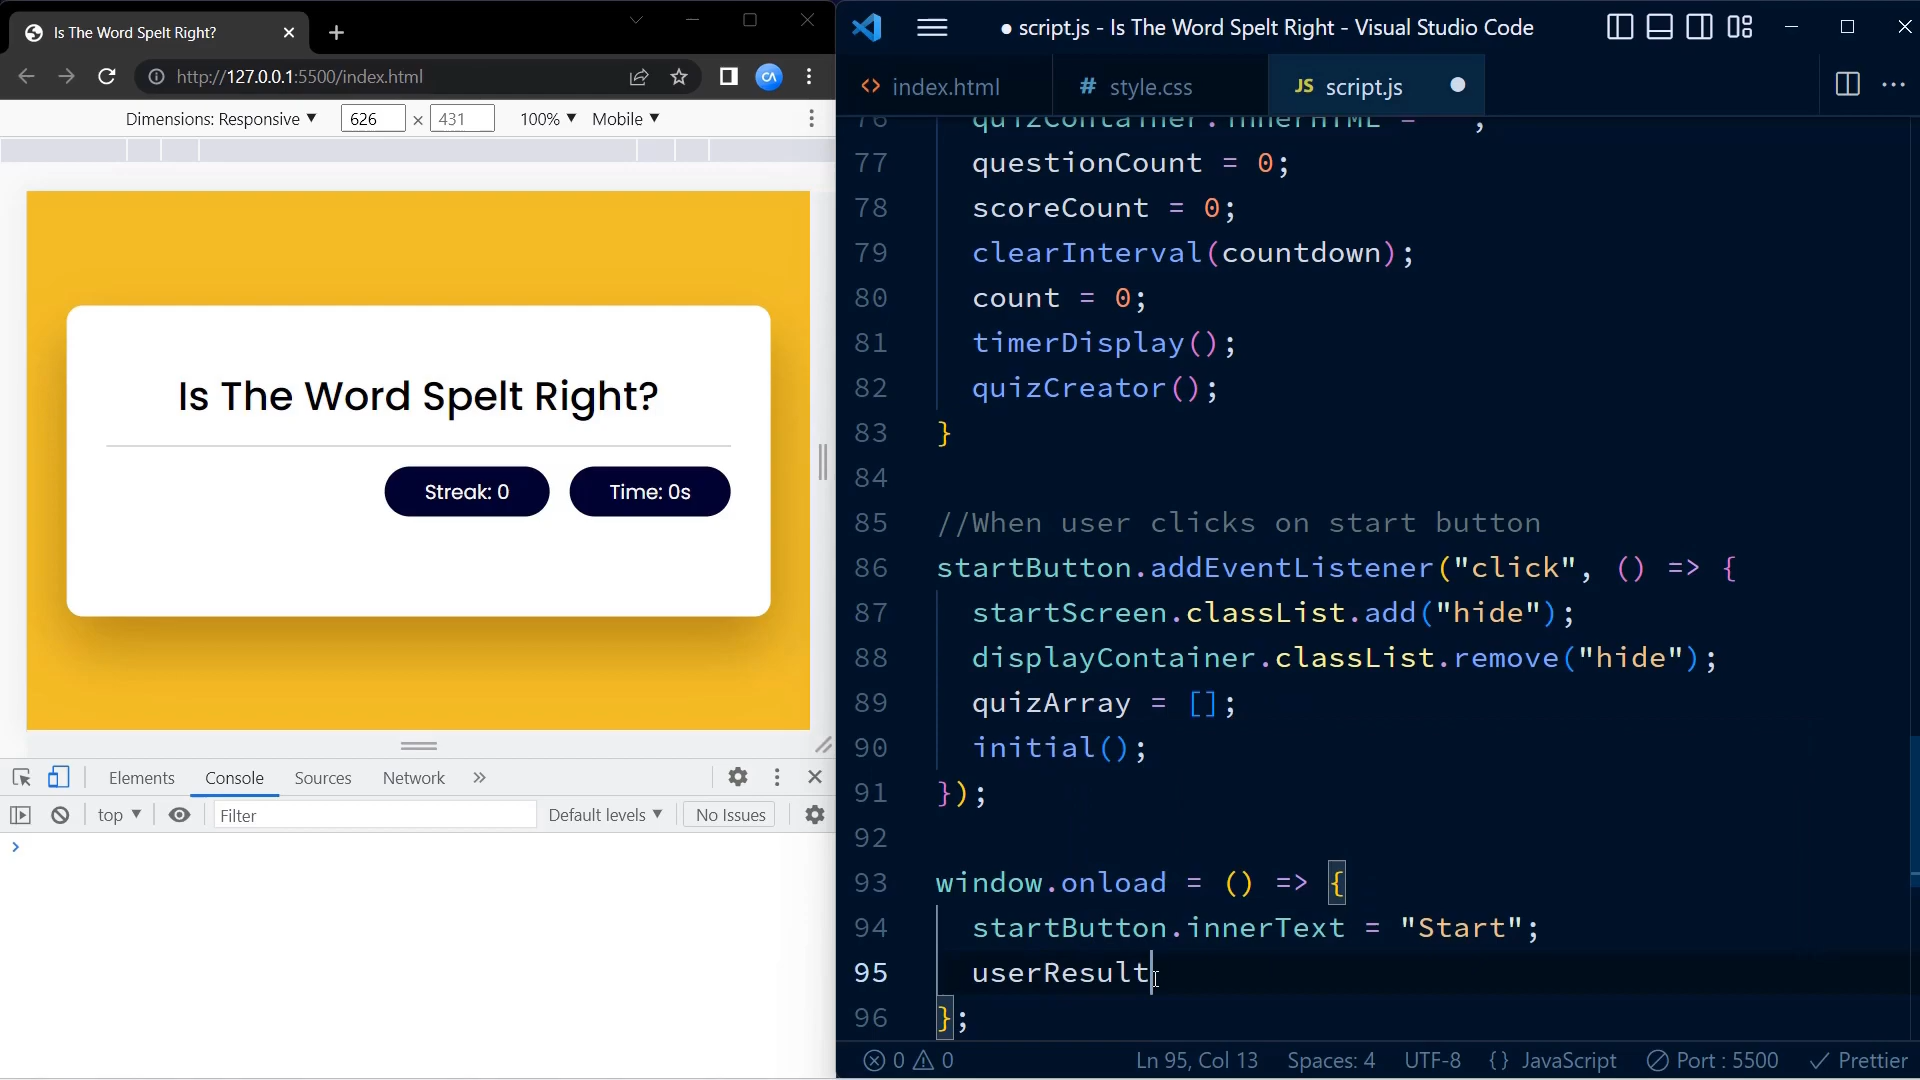 Is The Word Spelt Right?
http://127.0.0.1:5500/index.html
CA
Dimensions: Responsive
626 × 431
100%
Mobile
Is The Word Spelt Right?
Streak: 0
Time: 0s
Elements
Console
Sources
Network
top
Filter
Default levels
No Issues
● script.js - Is The Word Spelt Right - Visual Studio Code
<> index.html
# style.css
JS script.js
76 quizContainer.innerHTML = " ";
77 questionCount = 0;
78 scoreCount = 0;
79 clearInterval(countdown);
80 count = 0;
81 timerDisplay();
82 quizCreator();
83 }
84
85 //When user clicks on start button
86 startButton.addEventListener("click", () => {
87 startScreen.classList.add("hide");
88 displayContainer.classList.remove("hide");
89 quizArray = [];
90 initial();
91 });
92
93 window.onload = () => {
94 startButton.innerText = "Start";
95 userResult
96 };
0 0
Ln 95, Col 13
Spaces: 4
UTF-8
{} JavaScript
Port : 5500
Prettier